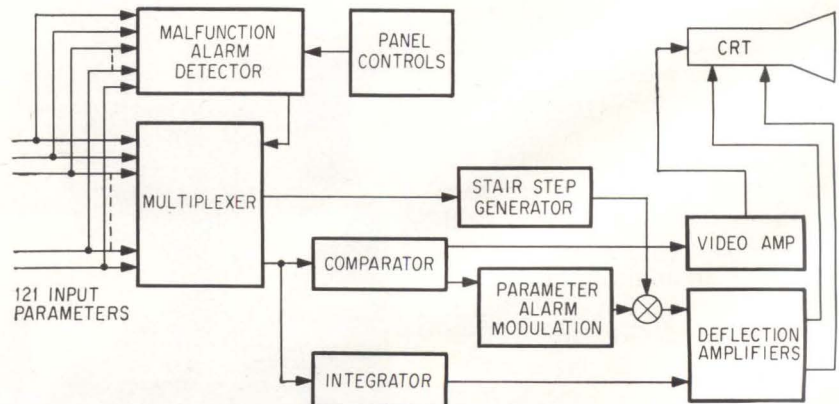 MALFUNCTION
ALARM
DETECTOR
PANEL
CONTROLS
CRT
MULTIPLEXER
STAIR STEP
GENERATOR
VIDEO AMP
COMPARATOR
121 INPUT
PARAMETERS
PARAMETER
ALARM
MODULATION
DEFLECTION
AMPLIFIERS
INTEGRATOR